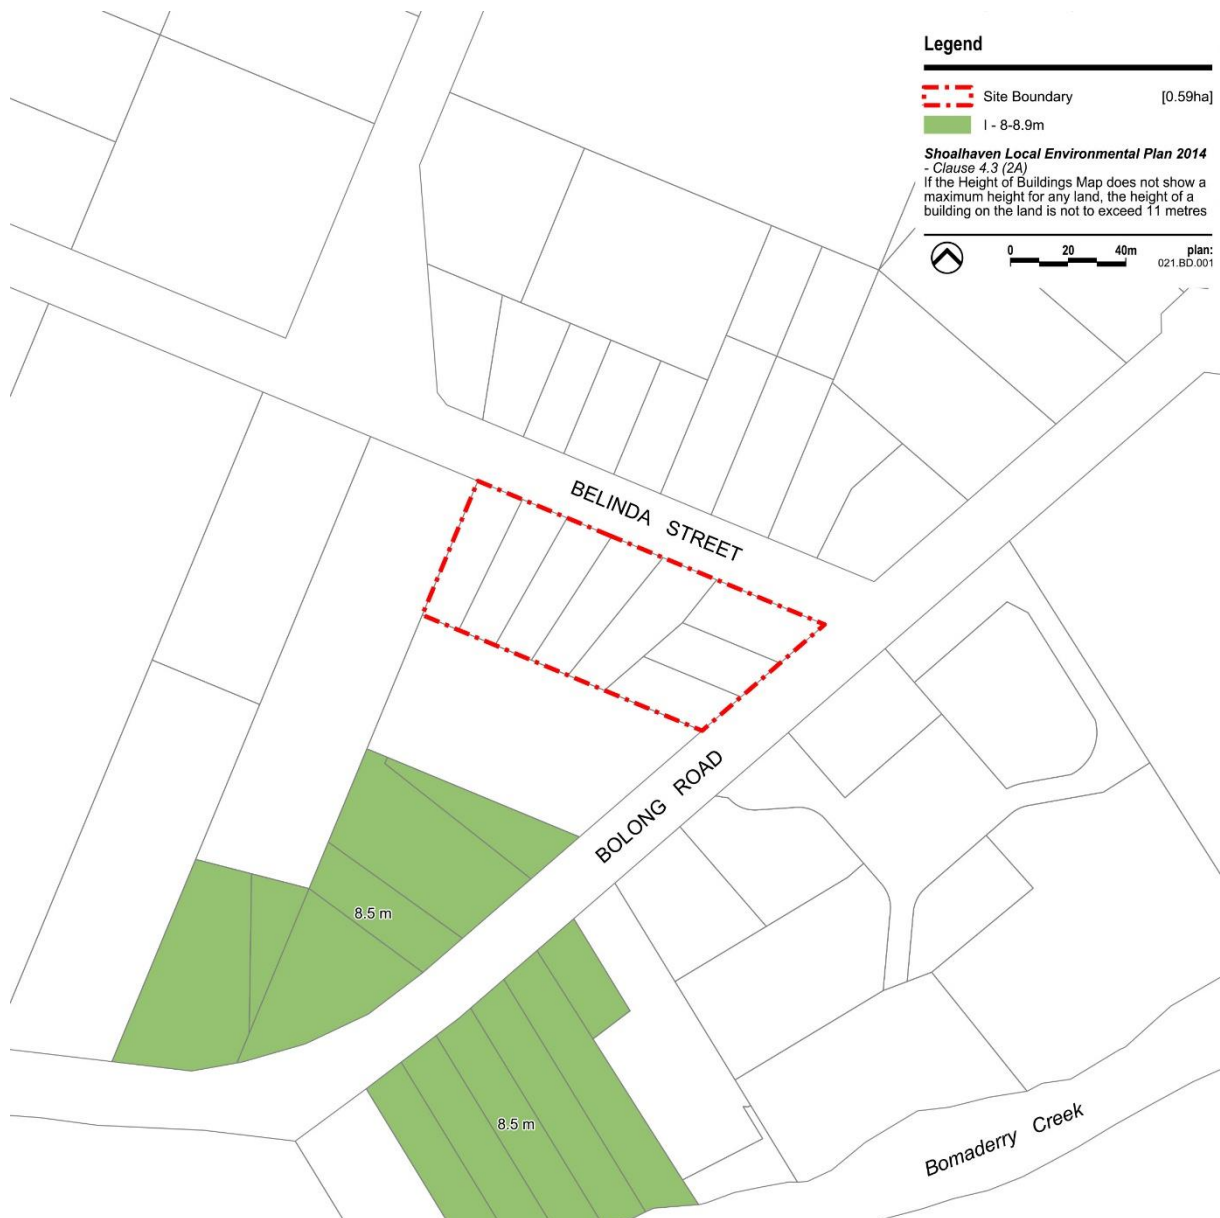 Legend
Site Boundary [0.59ha]
I - 8-8.9m
Shoalhaven Local Environmental Plan 2014
- Clause 4.3 (2A)
If the Height of Buildings Map does not show a
maximum height for any land, the height of a
building on the land is not to exceed 11 metres
0 20 40m
plan:
021.BD.001
BELINDA STREET
BOLONG ROAD
8.5 m
8.5 m
Bomaderry Creek